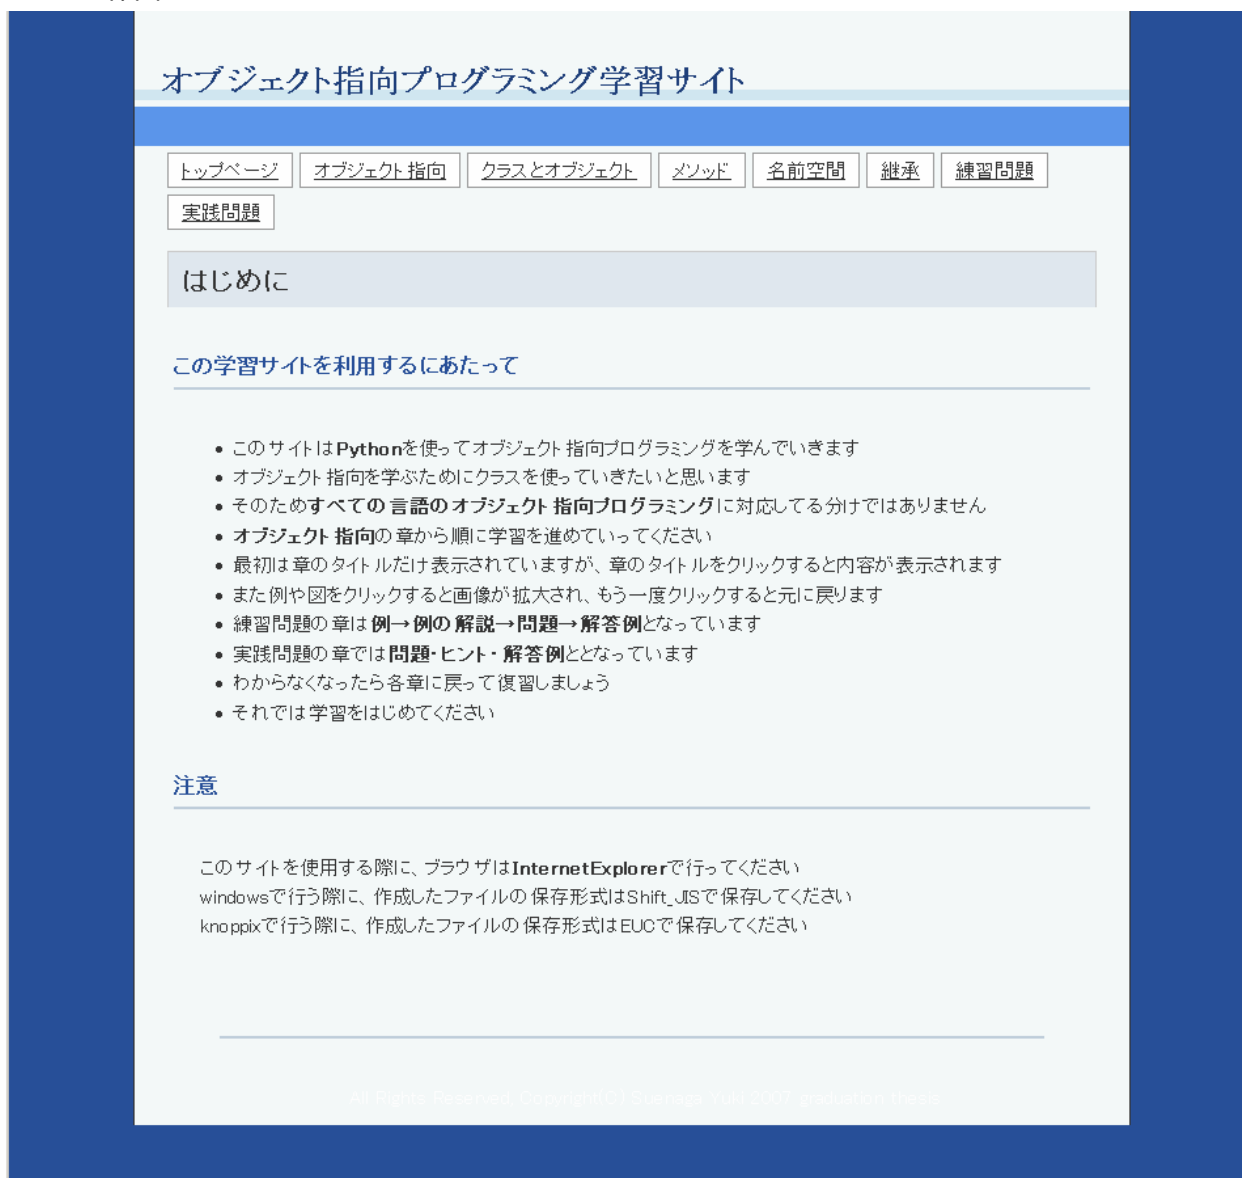 オブジェクト指向プログラミング学習サイト
トップページ オブジェクト指向 クラスとオブジェクト メソッド 名前空間 継承 練習問題
実践問題
はじめに
この学習サイトを利用するにあたって
• このサイトはPythonを使ってオブジェクト指向プログラミングを学んでいきます
• オブジェクト指向を学ぶためにクラスを使っていきたいと思います
• そのためすべての言語のオブジェクト指向プログラミングに対応してる分けではありません
• オブジェクト指向の章から順に学習を進めていってください
• 最初は章のタイトルだけ表示されていますが、章のタイトルをクリックすると内容が表示されます
• また例や図をクリックすると画像が拡大され、もう一度クリックすると元に戻ります
• 練習問題の章は例→例の解説→問題→解答例となっています
• 実践問題の章では問題・ヒント・解答例ととなっています
• わからなくなったら各章に戻って復習しましょう
• それでは学習をはじめてください
注意
このサイトを使用する際に、ブラウザはInternetExplorerで行ってください
windowsで行う際に、作成したファイルの保存形式はShift_JISで保存してください
knoppixで行う際に、作成したファイルの保存形式はEUCで保存してください
All Rights Reserved. Copyright(C) Suenaga 2007 graduation thesis